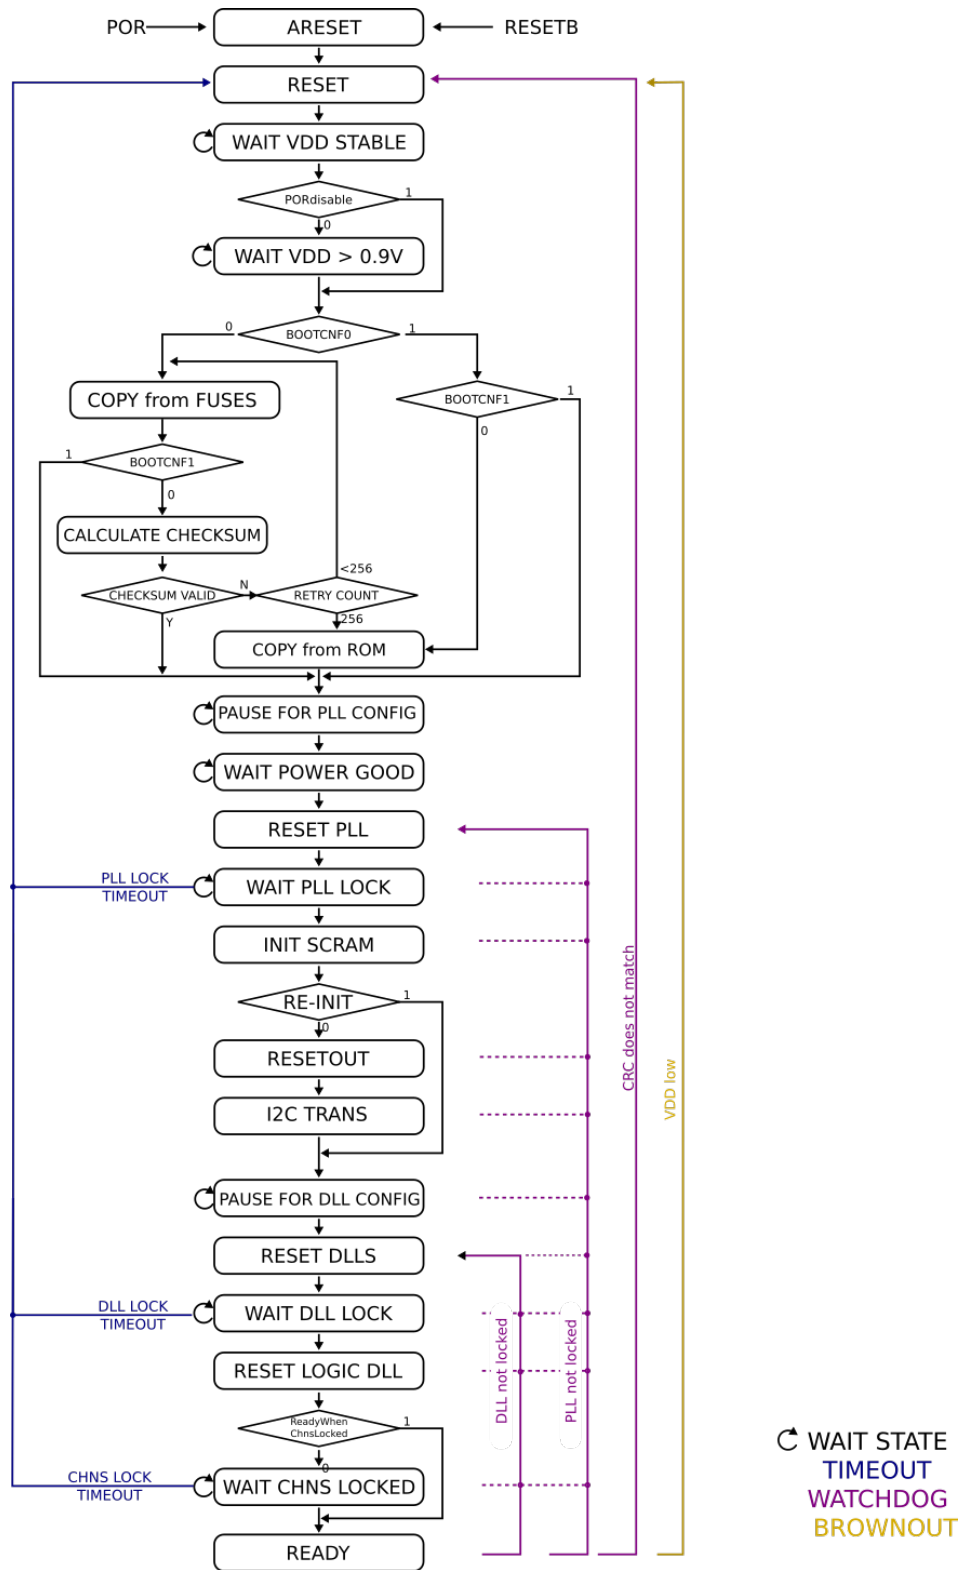 POR
ARESET
RESETB
RESET
WAIT VDD STABLE
PORdisable
1
0
WAIT VDD > 0.9V
0
BOOTCNF0
1
COPY from FUSES
BOOTCNF1
1
0
1
BOOTCNF1
0
CALCULATE CHECKSUM
<256
CHECKSUM VALID
N
RETRY COUNT
Y
256
COPY from ROM
PAUSE FOR PLL CONFIG
WAIT POWER GOOD
RESET PLL
PLL LOCK
TIMEOUT
WAIT PLL LOCK
INIT SCRAM
RE-INIT
1
0
RESETOUT
I2C TRANS
PAUSE FOR DLL CONFIG
RESET DLLS
DLL LOCK
TIMEOUT
WAIT DLL LOCK
RESET LOGIC DLL
ReadyWhen
ChnsLocked
1
0
CHNS LOCK
TIMEOUT
WAIT CHNS LOCKED
READY
DLL not locked
PLL not locked
CRC does not match
VDD low
WAIT STATE
TIMEOUT
WATCHDOG
BROWNOUT